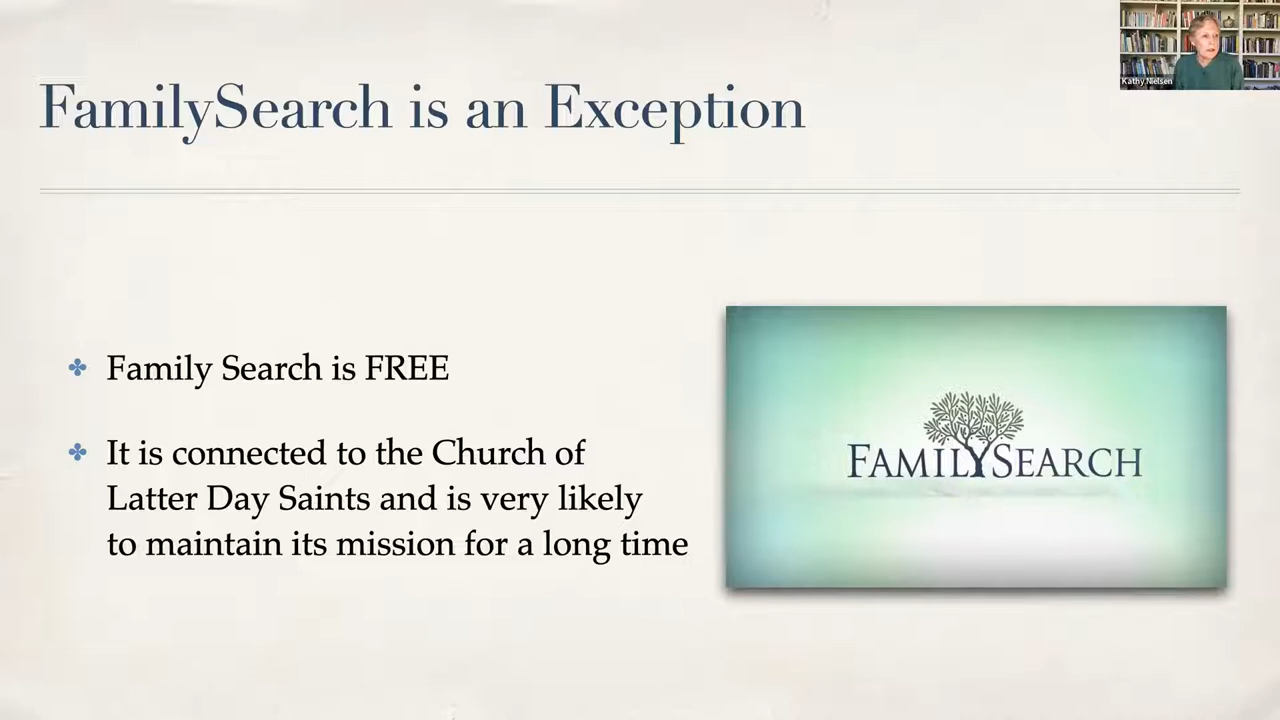 FamilySearch is an Exception
Kathy Nielsen
Family Search is FREE
It is connected to the Church of
Latter Day Saints and is very likely
to maintain its mission for a long time
FAMILYSEARCH